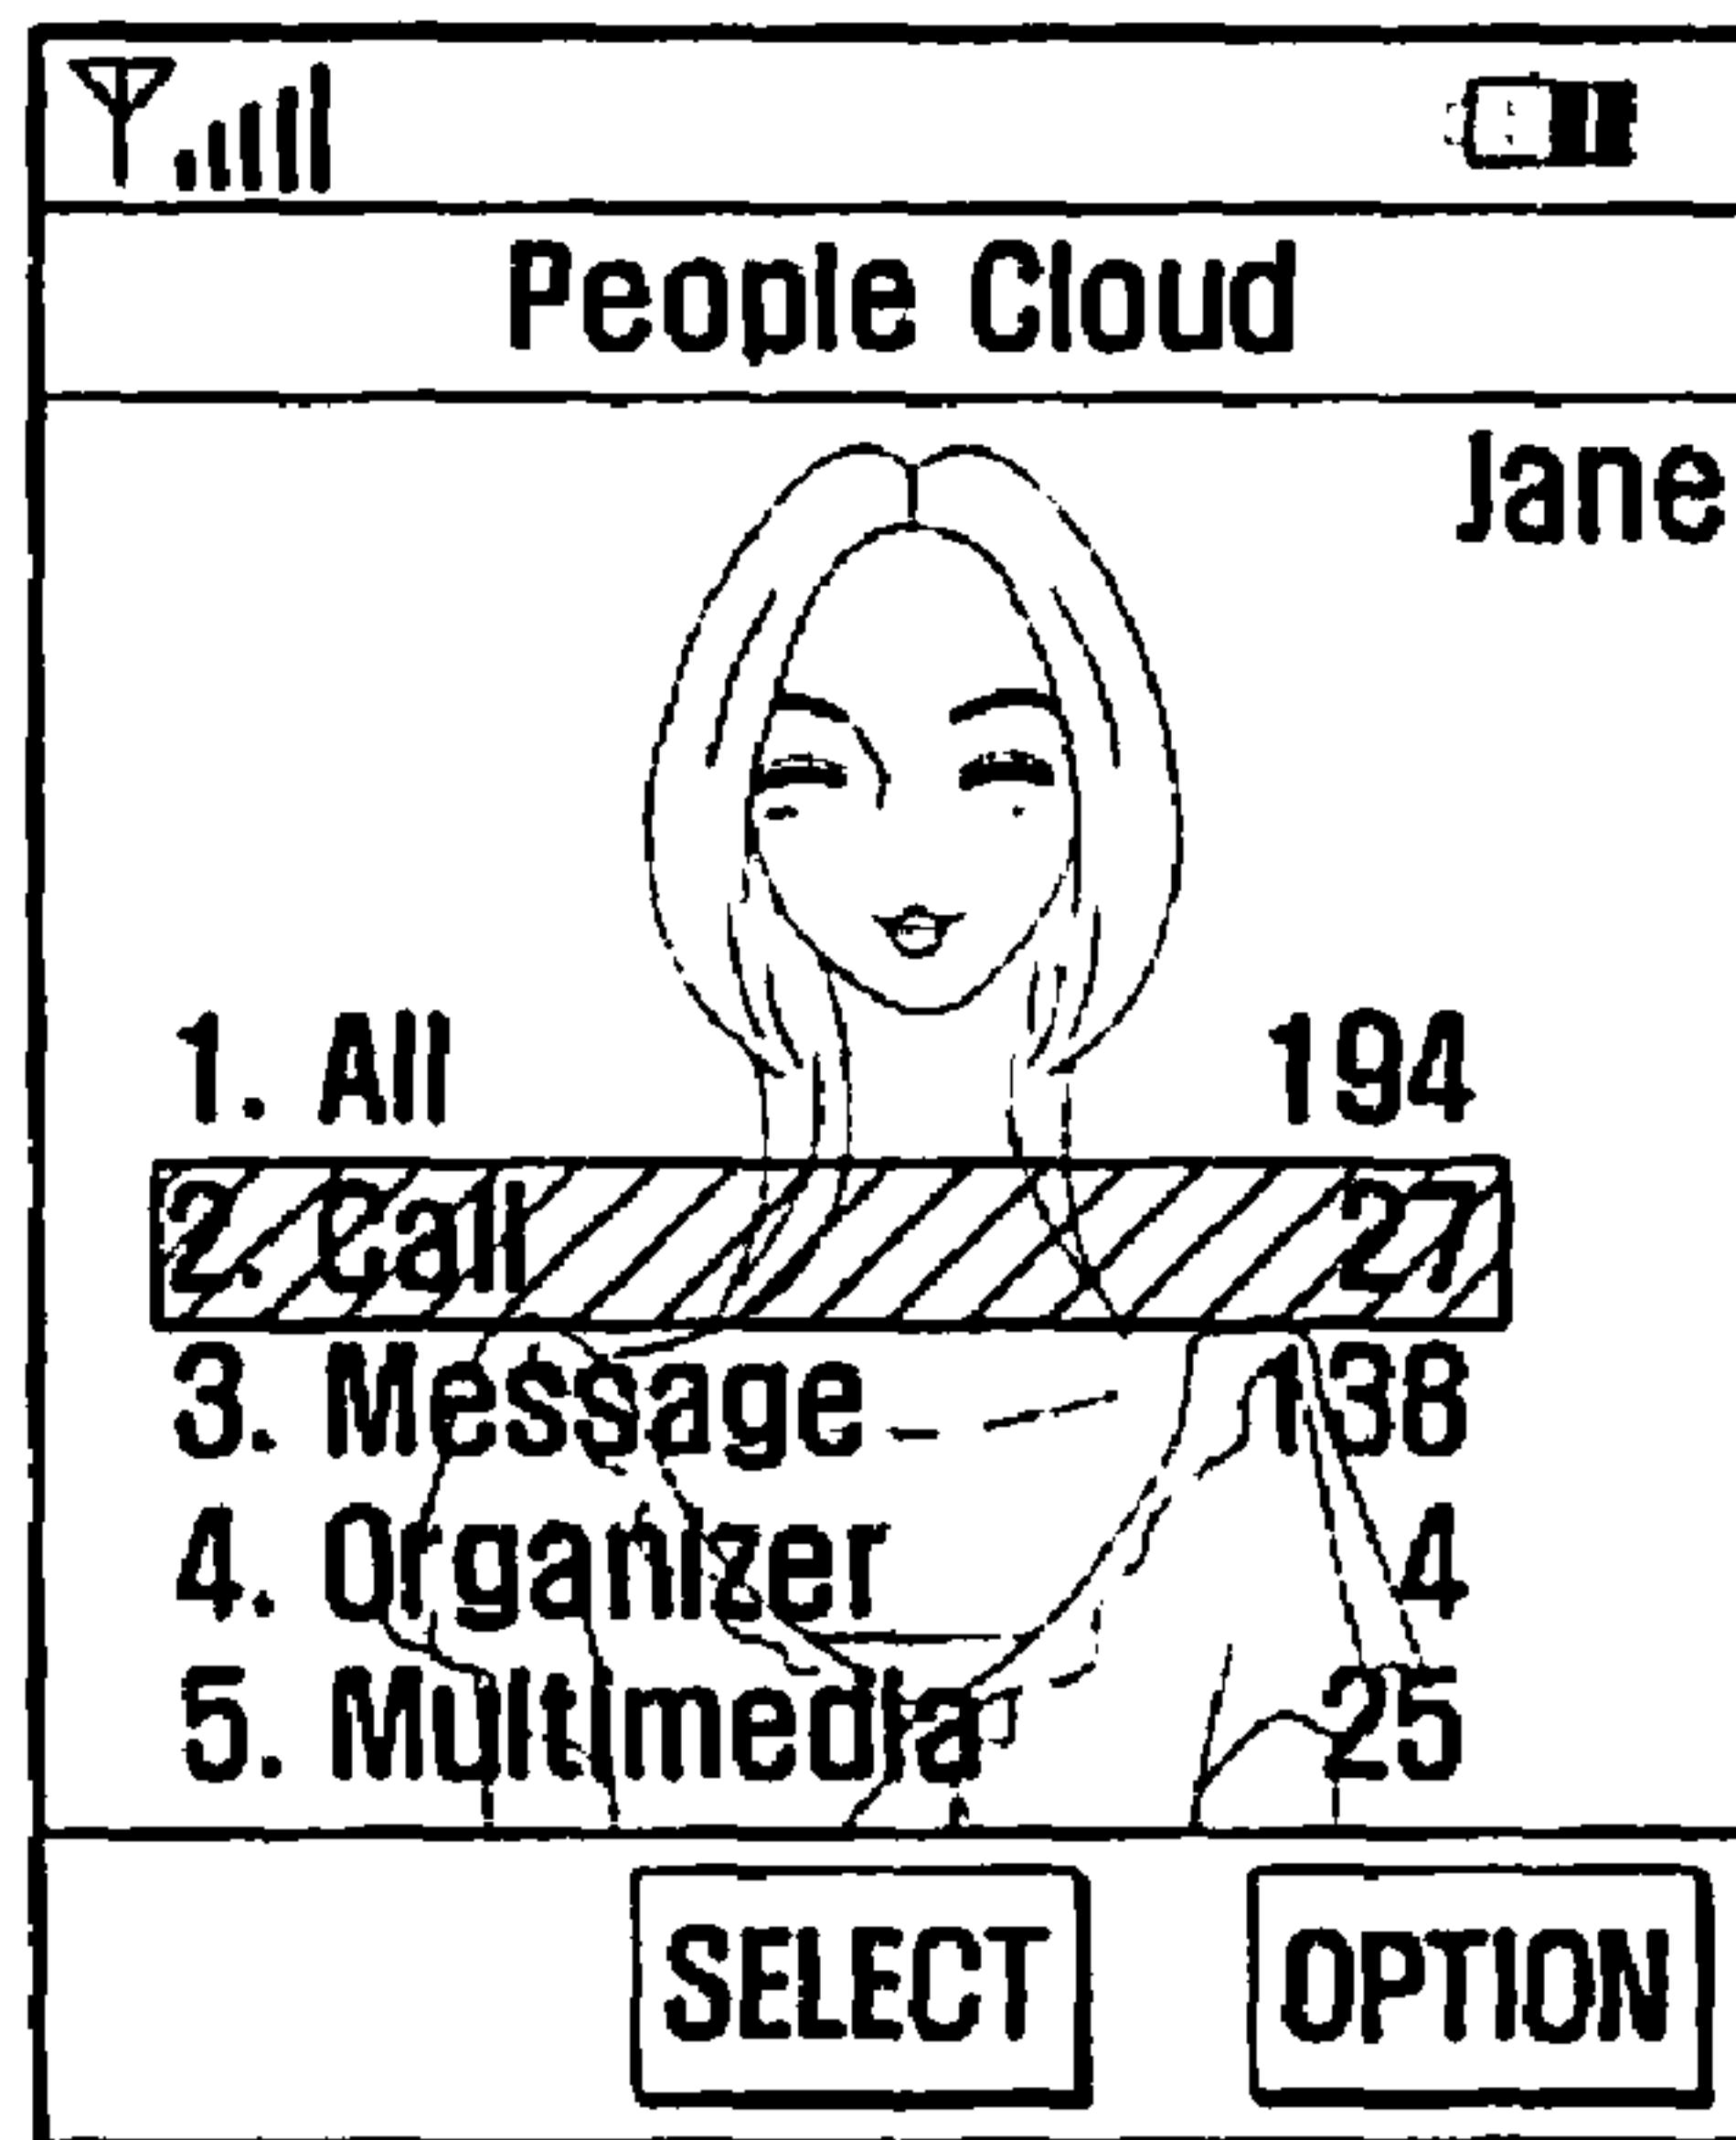 People Cloud
Jane
1. All 194
2. Call 27
3. Message 138
4. Organizer 4
5. Multimedia 25
SELECT OPTION